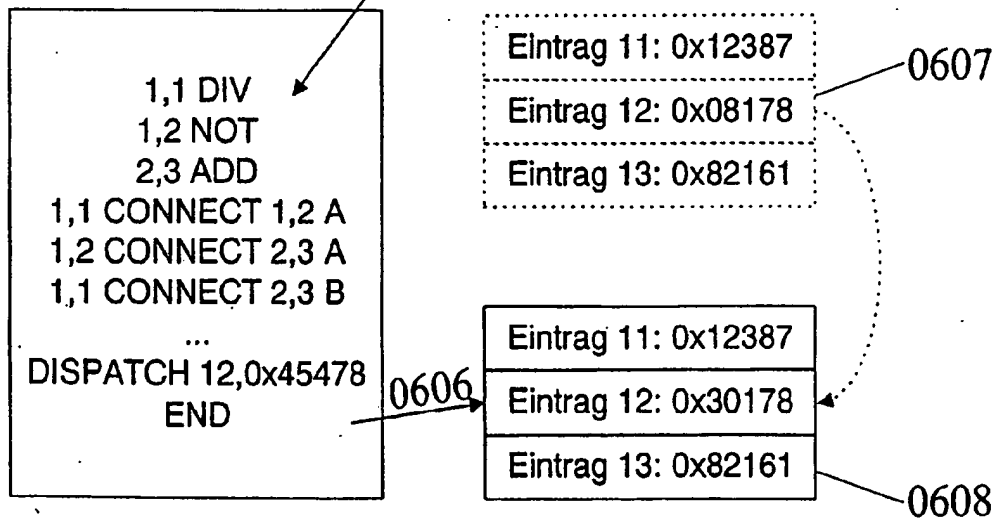 1,1 DIV
1,2 NOT
2,3 ADD
1,1 CONNECT 1,2 A
1,2 CONNECT 2,3 A
1,1 CONNECT 2,3 B
...
DISPATCH 12,0x45478
END
Eintrag 11: 0x12387
Eintrag 12: 0x08178
Eintrag 13: 0x82161
0607
0606
Eintrag 11: 0x12387
Eintrag 12: 0x30178
Eintrag 13: 0x82161
0608